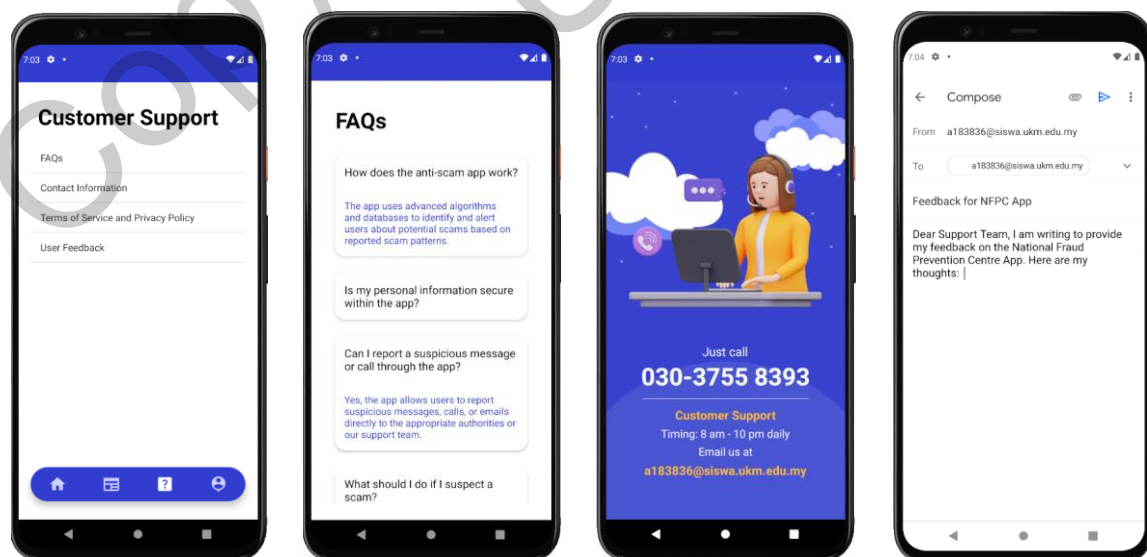 7:03
Customer Support
FAQs
Contact Information
Terms of Service and Privacy Policy
User Feedback
7:03
FAQs
How does the anti-scam app work?
The app uses advanced algorithms
and databases to identify and alert
users about potential scams based on
reported scam patterns.
Is my personal information secure
within the app?
Can I report a suspicious message
or call through the app?
Yes, the app allows users to report
suspicious messages, calls, or emails
directly to the appropriate authorities or
our support team.
What should I do if I suspect a
scam?
7:03
Just call
030-3755 8393
Customer Support
Timing: 8 am - 10 pm daily
Email us at
a183836@siswa.ukm.edu.my
7:04
Compose
From a183836@siswa.ukm.edu.my
To a183836@siswa.ukm.edu.my
Feedback for NFPC App
Dear Support Team, I am writing to provide
my feedback on the National Fraud
Prevention Centre App. Here are my
thoughts: